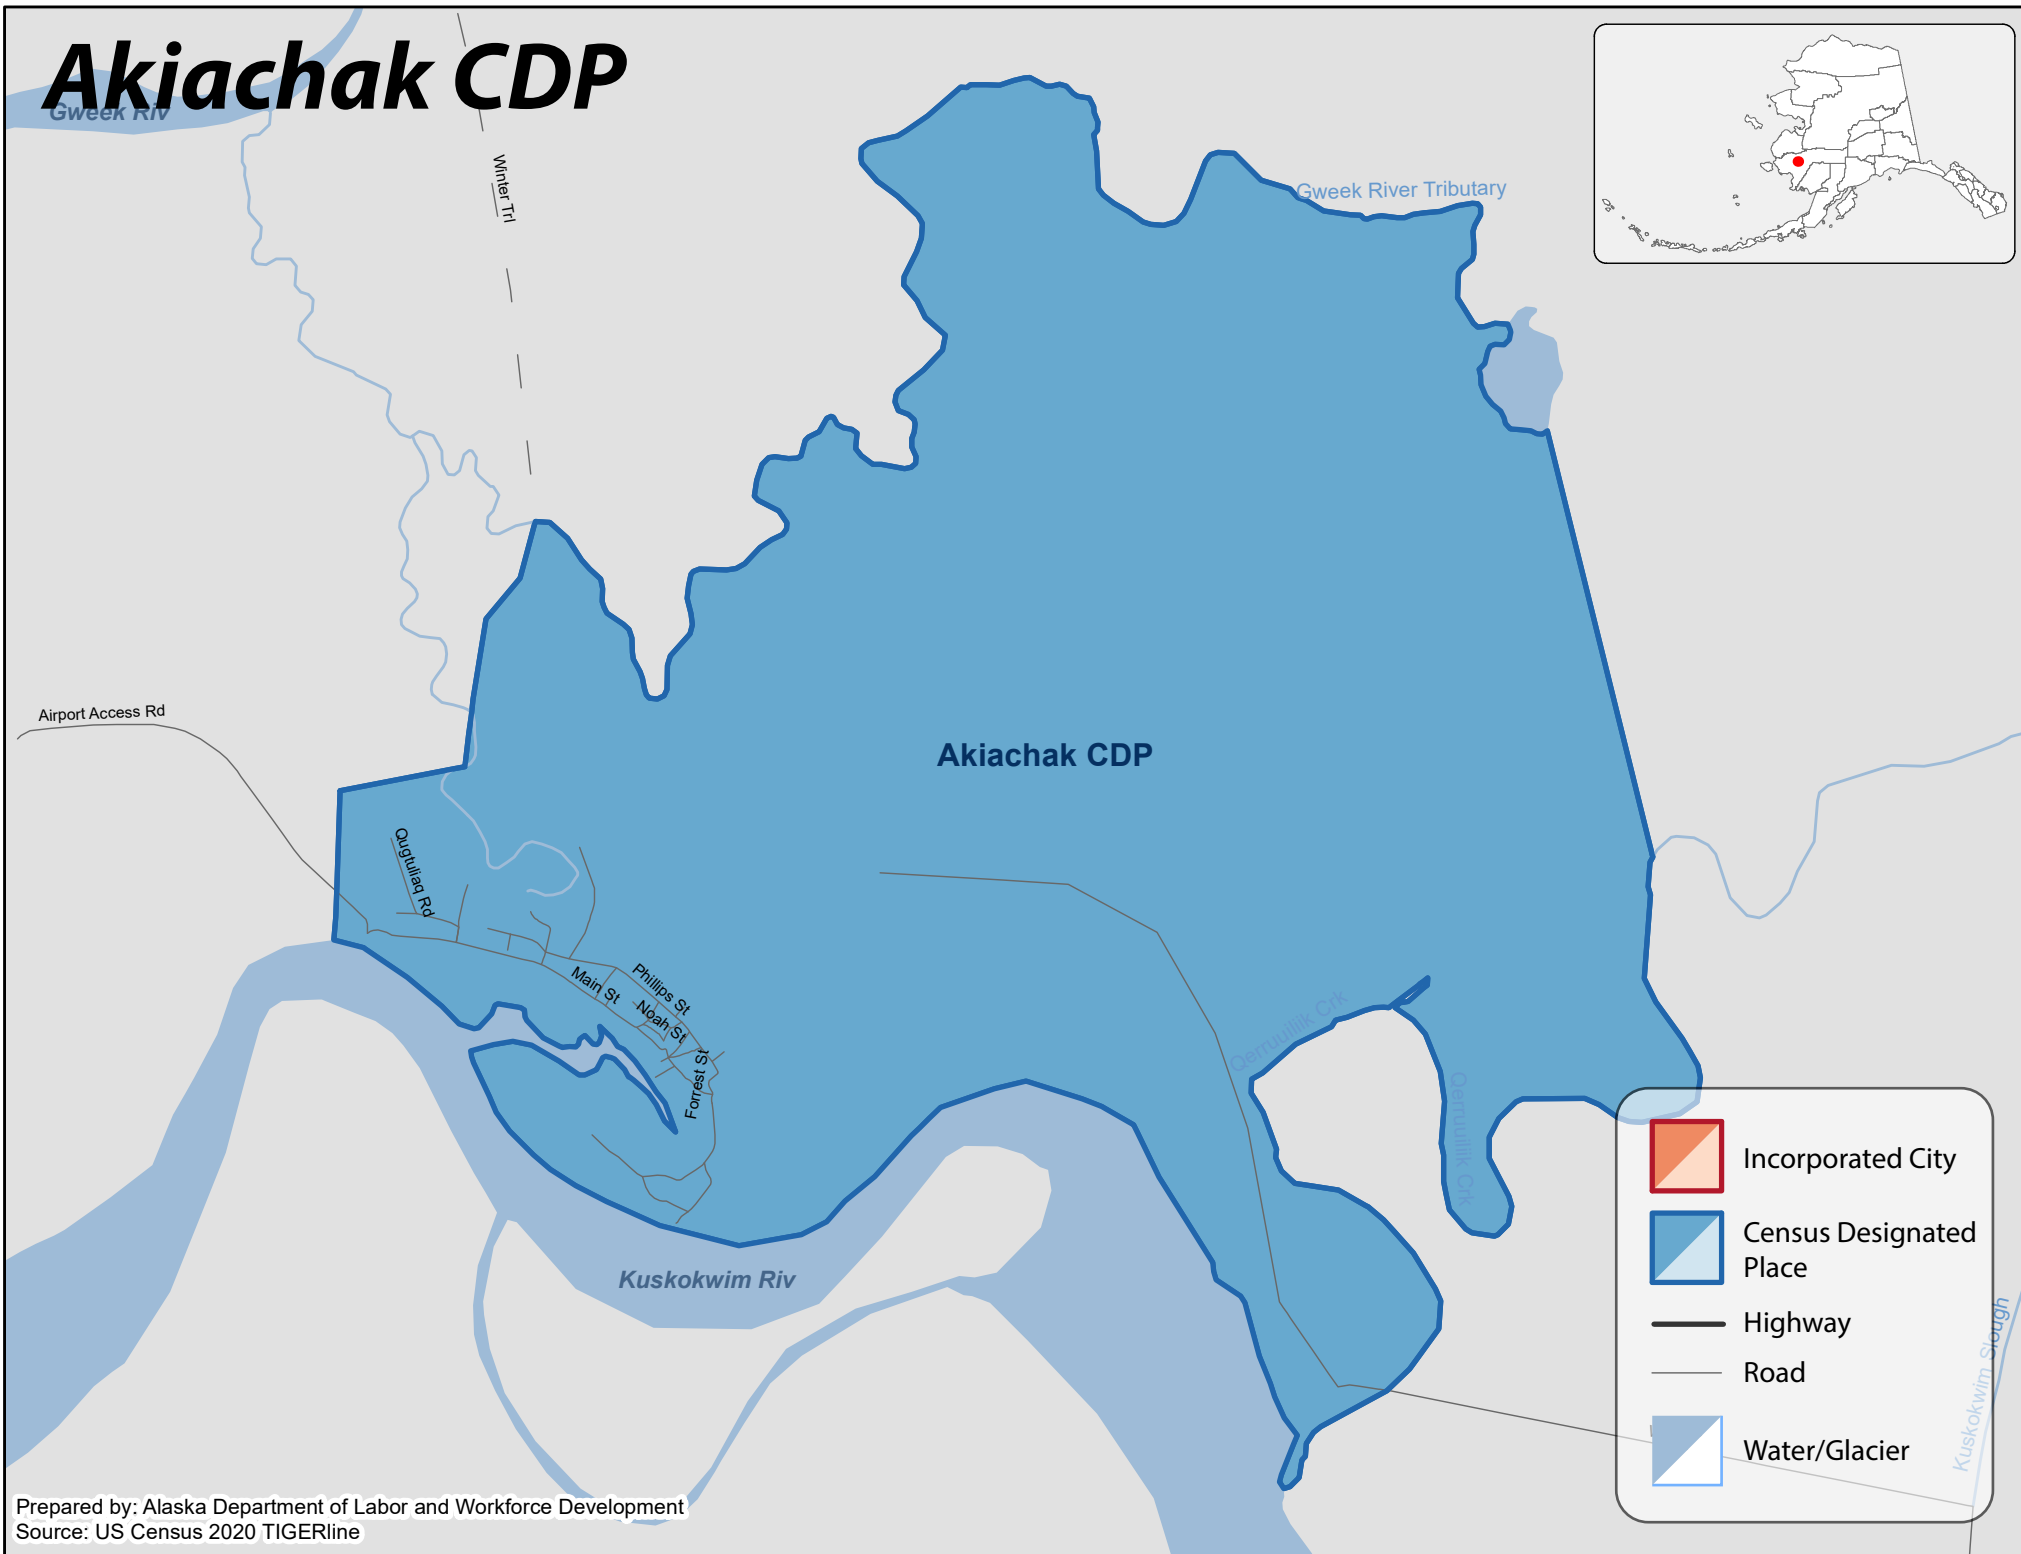 Akiachak CDP
Gweek Riv
Winter Trl
Gweek River Tributary
Airport Access Rd
Akiachak CDP
Qugtuliaq Rd
Main St
Phillips St
Noah St
Forrest St
Qerruuiliik Crk
Qerruuiliik Crk
Kuskokwim Riv
Kuskokwim Slough
Incorporated City
Census Designated
Place
Highway
Road
Water/Glacier
Prepared by: Alaska Department of Labor and Workforce Development
Source: US Census 2020 TIGERline